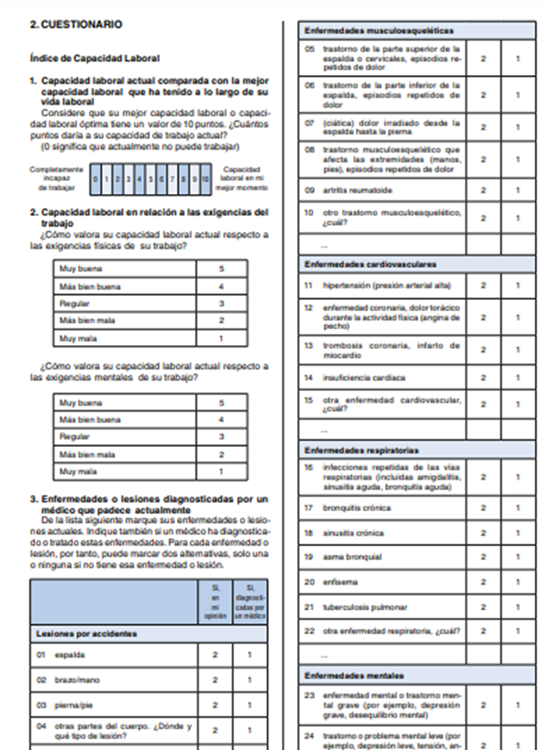 2. CUESTIONARIO
Índice de Capacidad Laboral
1. Capacidad laboral actual comparada con la mejor
capacidad laboral que ha tenido a lo largo de su
vida laboral
Considere que su mejor capacidad laboral o capaci-
dad laboral óptima tiene un valor de 10 puntos. ¿Cuántos
puntos daría a su capacidad de trabajo actual?
(0 significa que actualmente no puede trabajar)
Completamente
incapaz
de trabajar
0 1 2 3 4 5 6 7 8 9 10
Capacidad
laboral en mi
mejor momento
2. Capacidad laboral en relación a las exigencias del
trabajo
¿Cómo valora su capacidad laboral actual respecto a
las exigencias físicas de su trabajo?
Muy buena 5
Más bien buena 4
Regular 3
Más bien mala 2
Muy mala 1
¿Cómo valora su capacidad laboral actual respecto a
las exigencias mentales de su trabajo?
Muy buena 5
Más bien buena 4
Regular 3
Más bien mala 2
Muy mala 1
3. Enfermedades o lesiones diagnosticadas por un
médico que padece actualmente
De la lista siguiente marque sus enfermedades o lesio-
nes actuales. Indique también si un médico ha diagnostica-
do o tratado estas enfermedades. Para cada enfermedad o
lesión, por tanto, puede marcar dos alternativas, solo una
o ninguna si no tiene esa enfermedad o lesión.
Sí,
en
mi
opinión
Sí,
diagnosti-
cadas por
un médico
Lesiones por accidentes
01 espalda 2 1
02 brazo/mano 2 1
03 pierna/pie 2 1
04 otras partes del cuerpo. ¿Dónde y
qué tipo de lesión? 2 1
Enfermedades musculoesqueléticas
05 trastorno de la parte superior de la
espalda o cervicales, episodios re-
petidos de dolor 2 1
06 trastorno de la parte inferior de la
espalda, episodios repetidos de
dolor 2 1
07 (ciática) dolor irradiado desde la
espalda hasta la pierna 2 1
08 trastorno musculoesquelético que
afecta las extremidades (manos,
pies), episodios repetidos de dolor 2 1
09 artritis reumatoide 2 1
10 otro trastorno musculoesquelético,
¿cuál? 2 1
...
Enfermedades cardiovasculares
11 hipertensión (presión arterial alta) 2 1
12 enfermedad coronaria, dolor torácico
durante la actividad física (angina de
pecho) 2 1
13 trombosis coronaria, infarto de
miocardio 2 1
14 insuficiencia cardíaca 2 1
15 otra enfermedad cardiovascular,
¿cuál? 2 1
...
Enfermedades respiratorias
16 infecciones repetidas de las vías
respiratorias (incluidas amigdalitis,
sinusitis aguda, bronquitis aguda) 2 1
17 bronquitis crónica 2 1
18 sinusitis crónica 2 1
19 asma bronquial 2 1
20 enfisema 2 1
21 tuberculosis pulmonar 2 1
22 otra enfermedad respiratoria, ¿cuál? 2 1
...
Enfermedades mentales
23 enfermedad mental o trastorno men-
tal grave (por ejemplo, depresión
grave, desequilibrio mental) 2 1
24 trastorno o problema mental leve (por
ejemplo, depresión leve, tensión, an- 2 1